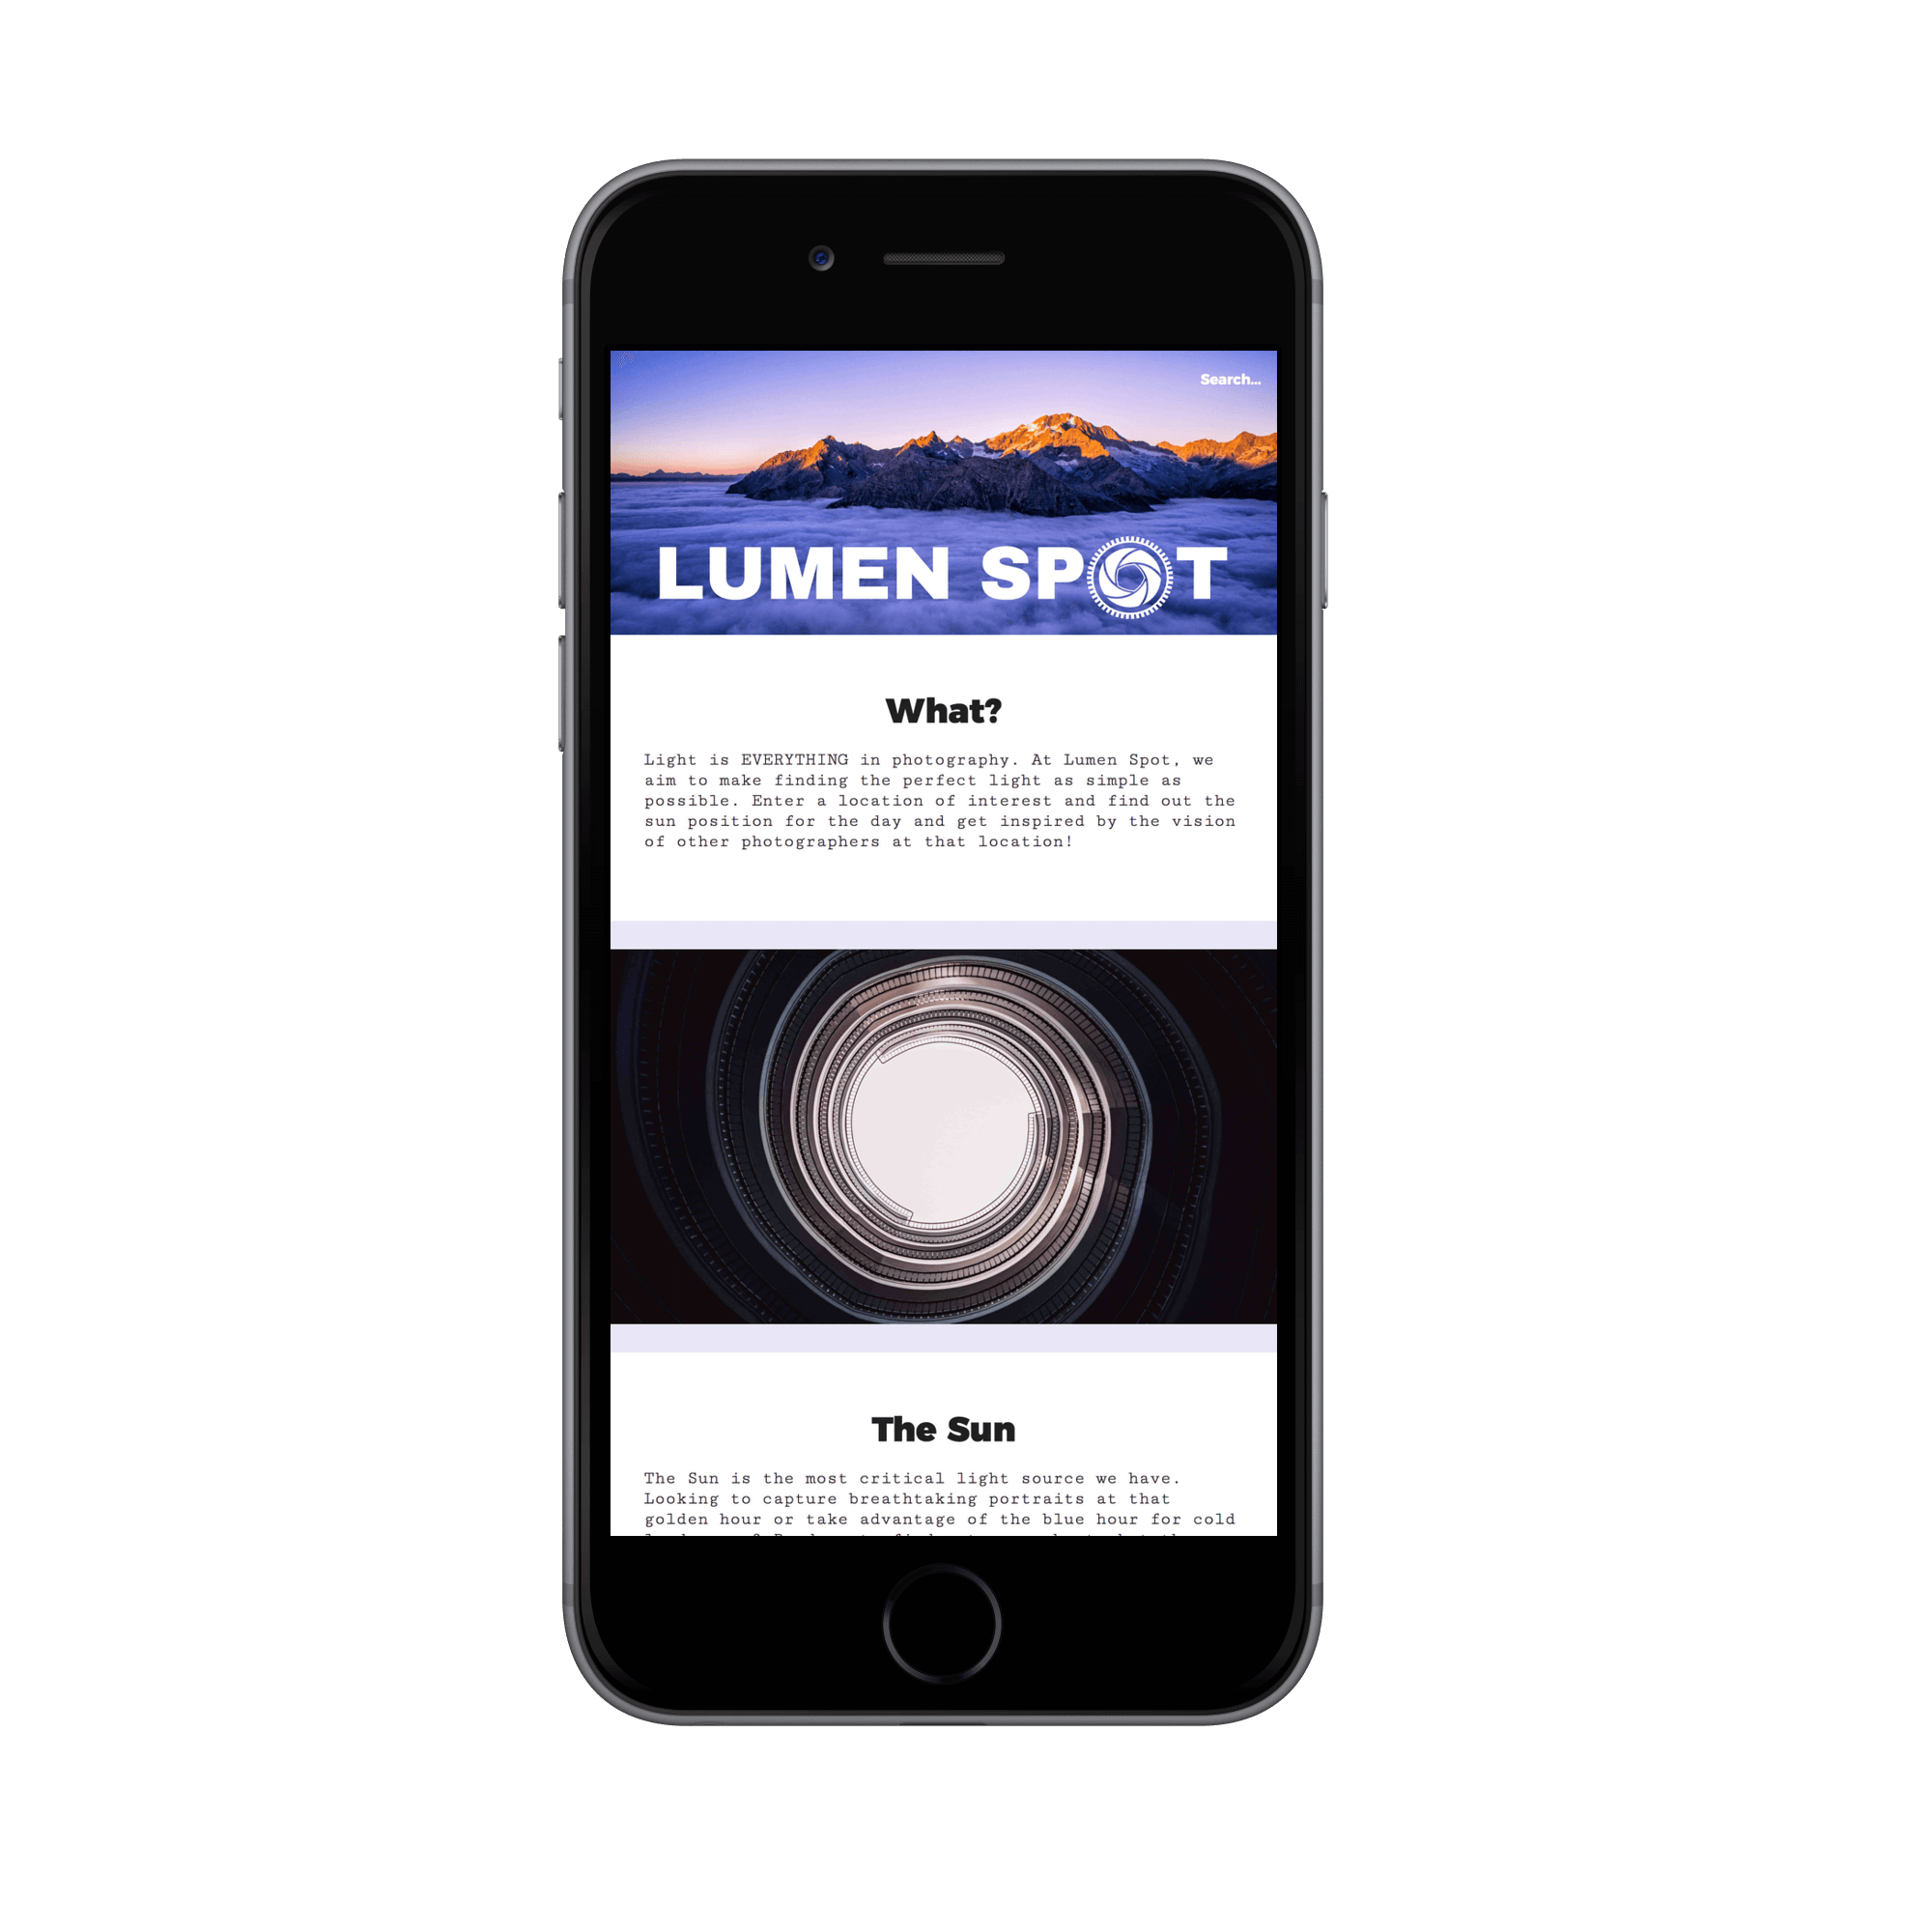 Search...
LUMEN SPOT
What?
Light is EVERYTHING in photography. At Lumen Spot, we
aim to make finding the perfect light as simple as
possible. Enter a location of interest and find out the
sun position for the day and get inspired by the vision
of other photographers at that location!
The Sun
The Sun is the most critical light source we have.
Looking to capture breathtaking portraits at that
golden hour or take advantage of the blue hour for cold